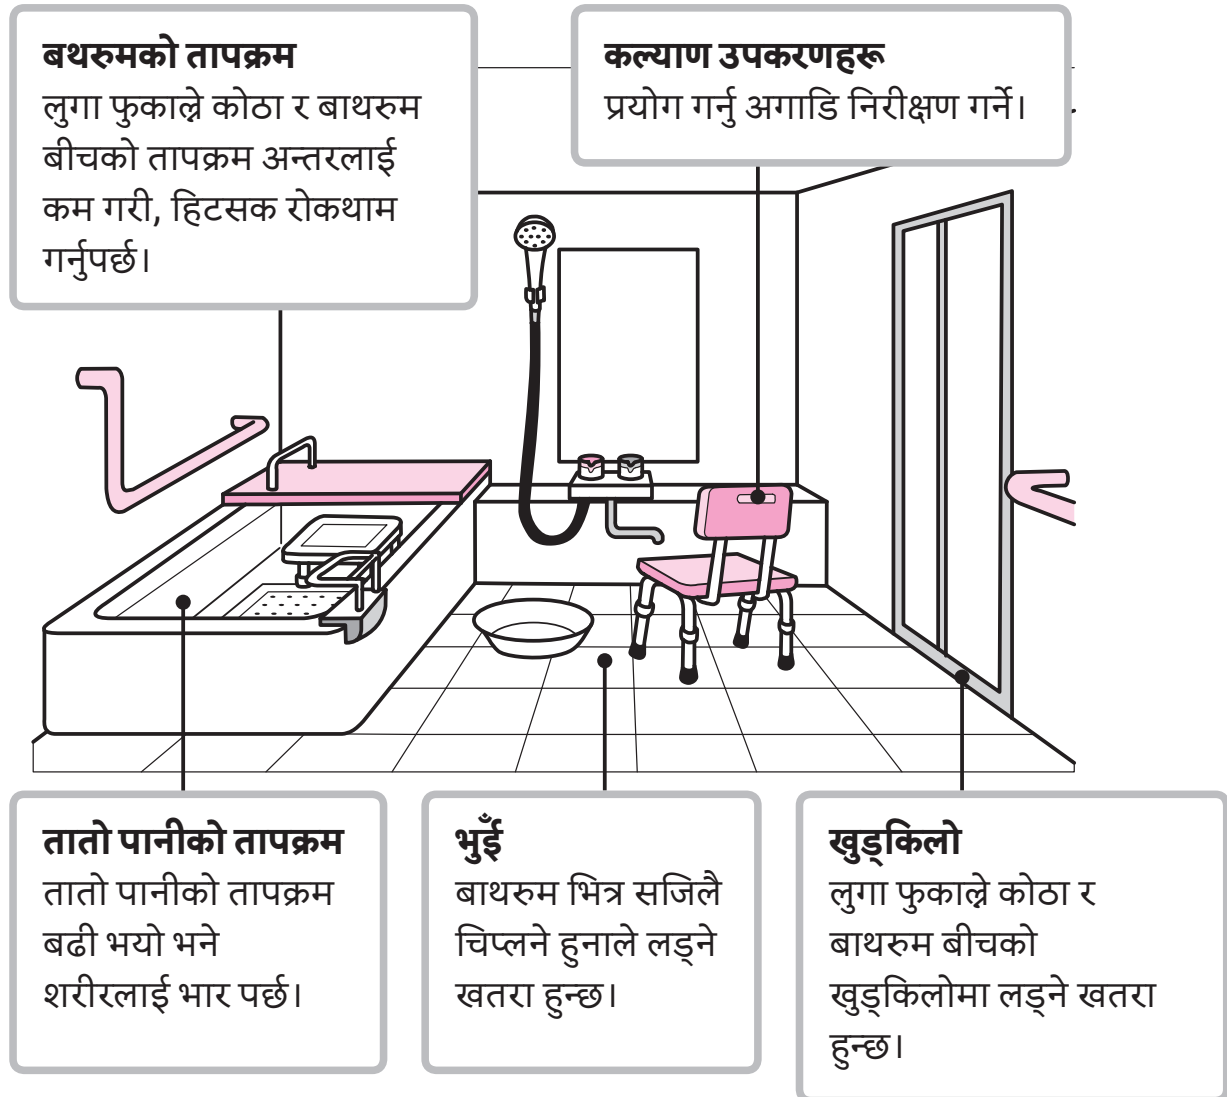 बथरुमको तापक्रम
लुगा फुकाल्ने कोठा र बाथरुम
बीचको तापक्रम अन्तरलाई
कम गरी, हिटसक रोकथाम
गर्नुपर्छ।
कल्याण उपकरणहरू
प्रयोग गर्नु अगाडि निरीक्षण गर्ने।
तातो पानीको तापक्रम
तातो पानीको तापक्रम
बढी भयो भने
शरीरलाई भार पर्छ।
भुईँ
बाथरुम भित्र सजिलै
चिप्लने हुनाले लड्ने
खतरा हुन्छ।
खुड्किलो
लुगा फुकाल्ने कोठा र
बाथरुम बीचको
खुड्किलोमा लड्ने खतरा
हुन्छ।